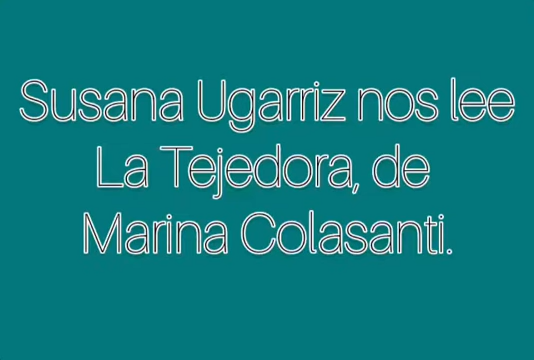 Susana Ugarriz nos lee
La Tejedora, de
Marina Colasanti.